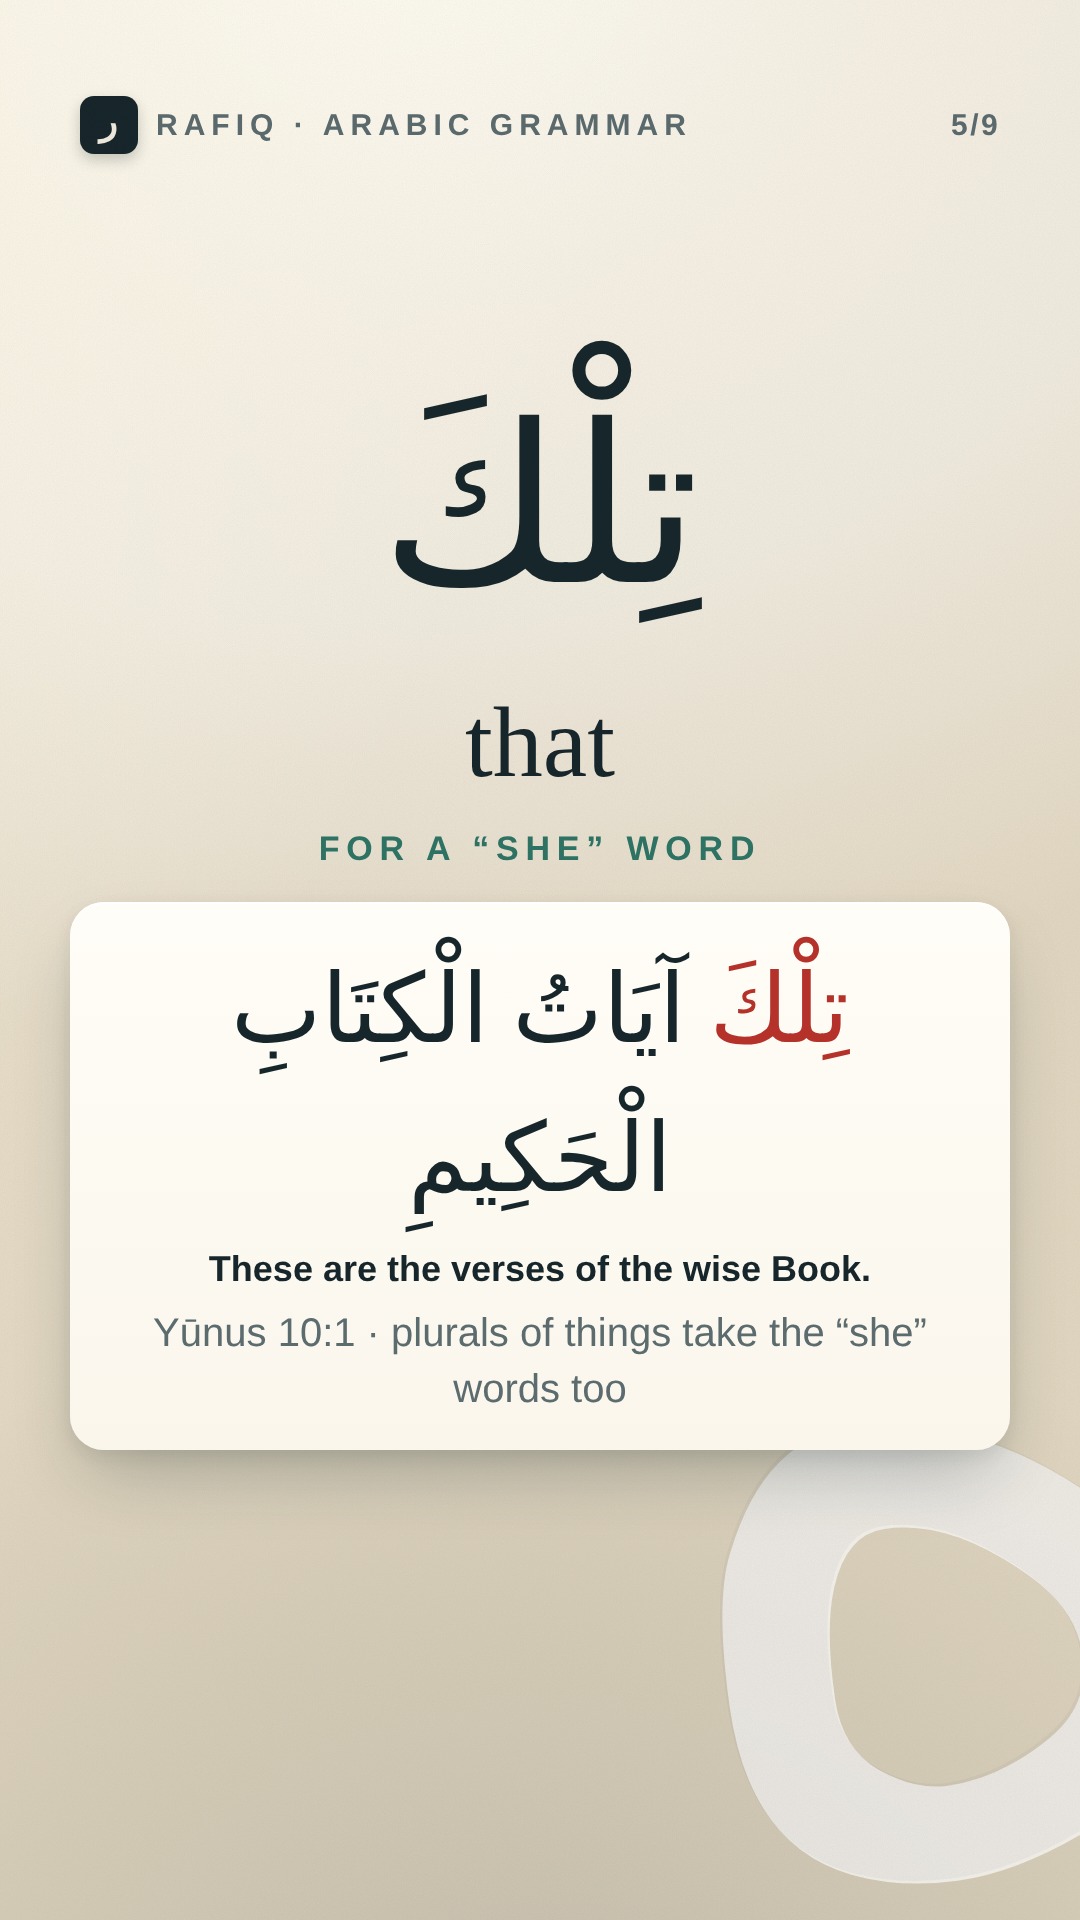 ر RAFIQ · ARABIC GRAMMAR 5/9
تِلْكَ
that
FOR A “SHE” WORD
تِلْكَ آيَاتُ الْكِتَابِ
الْحَكِيمِ
These are the verses of the wise Book.
Yūnus 10:1 · plurals of things take the “she”
words too
ه